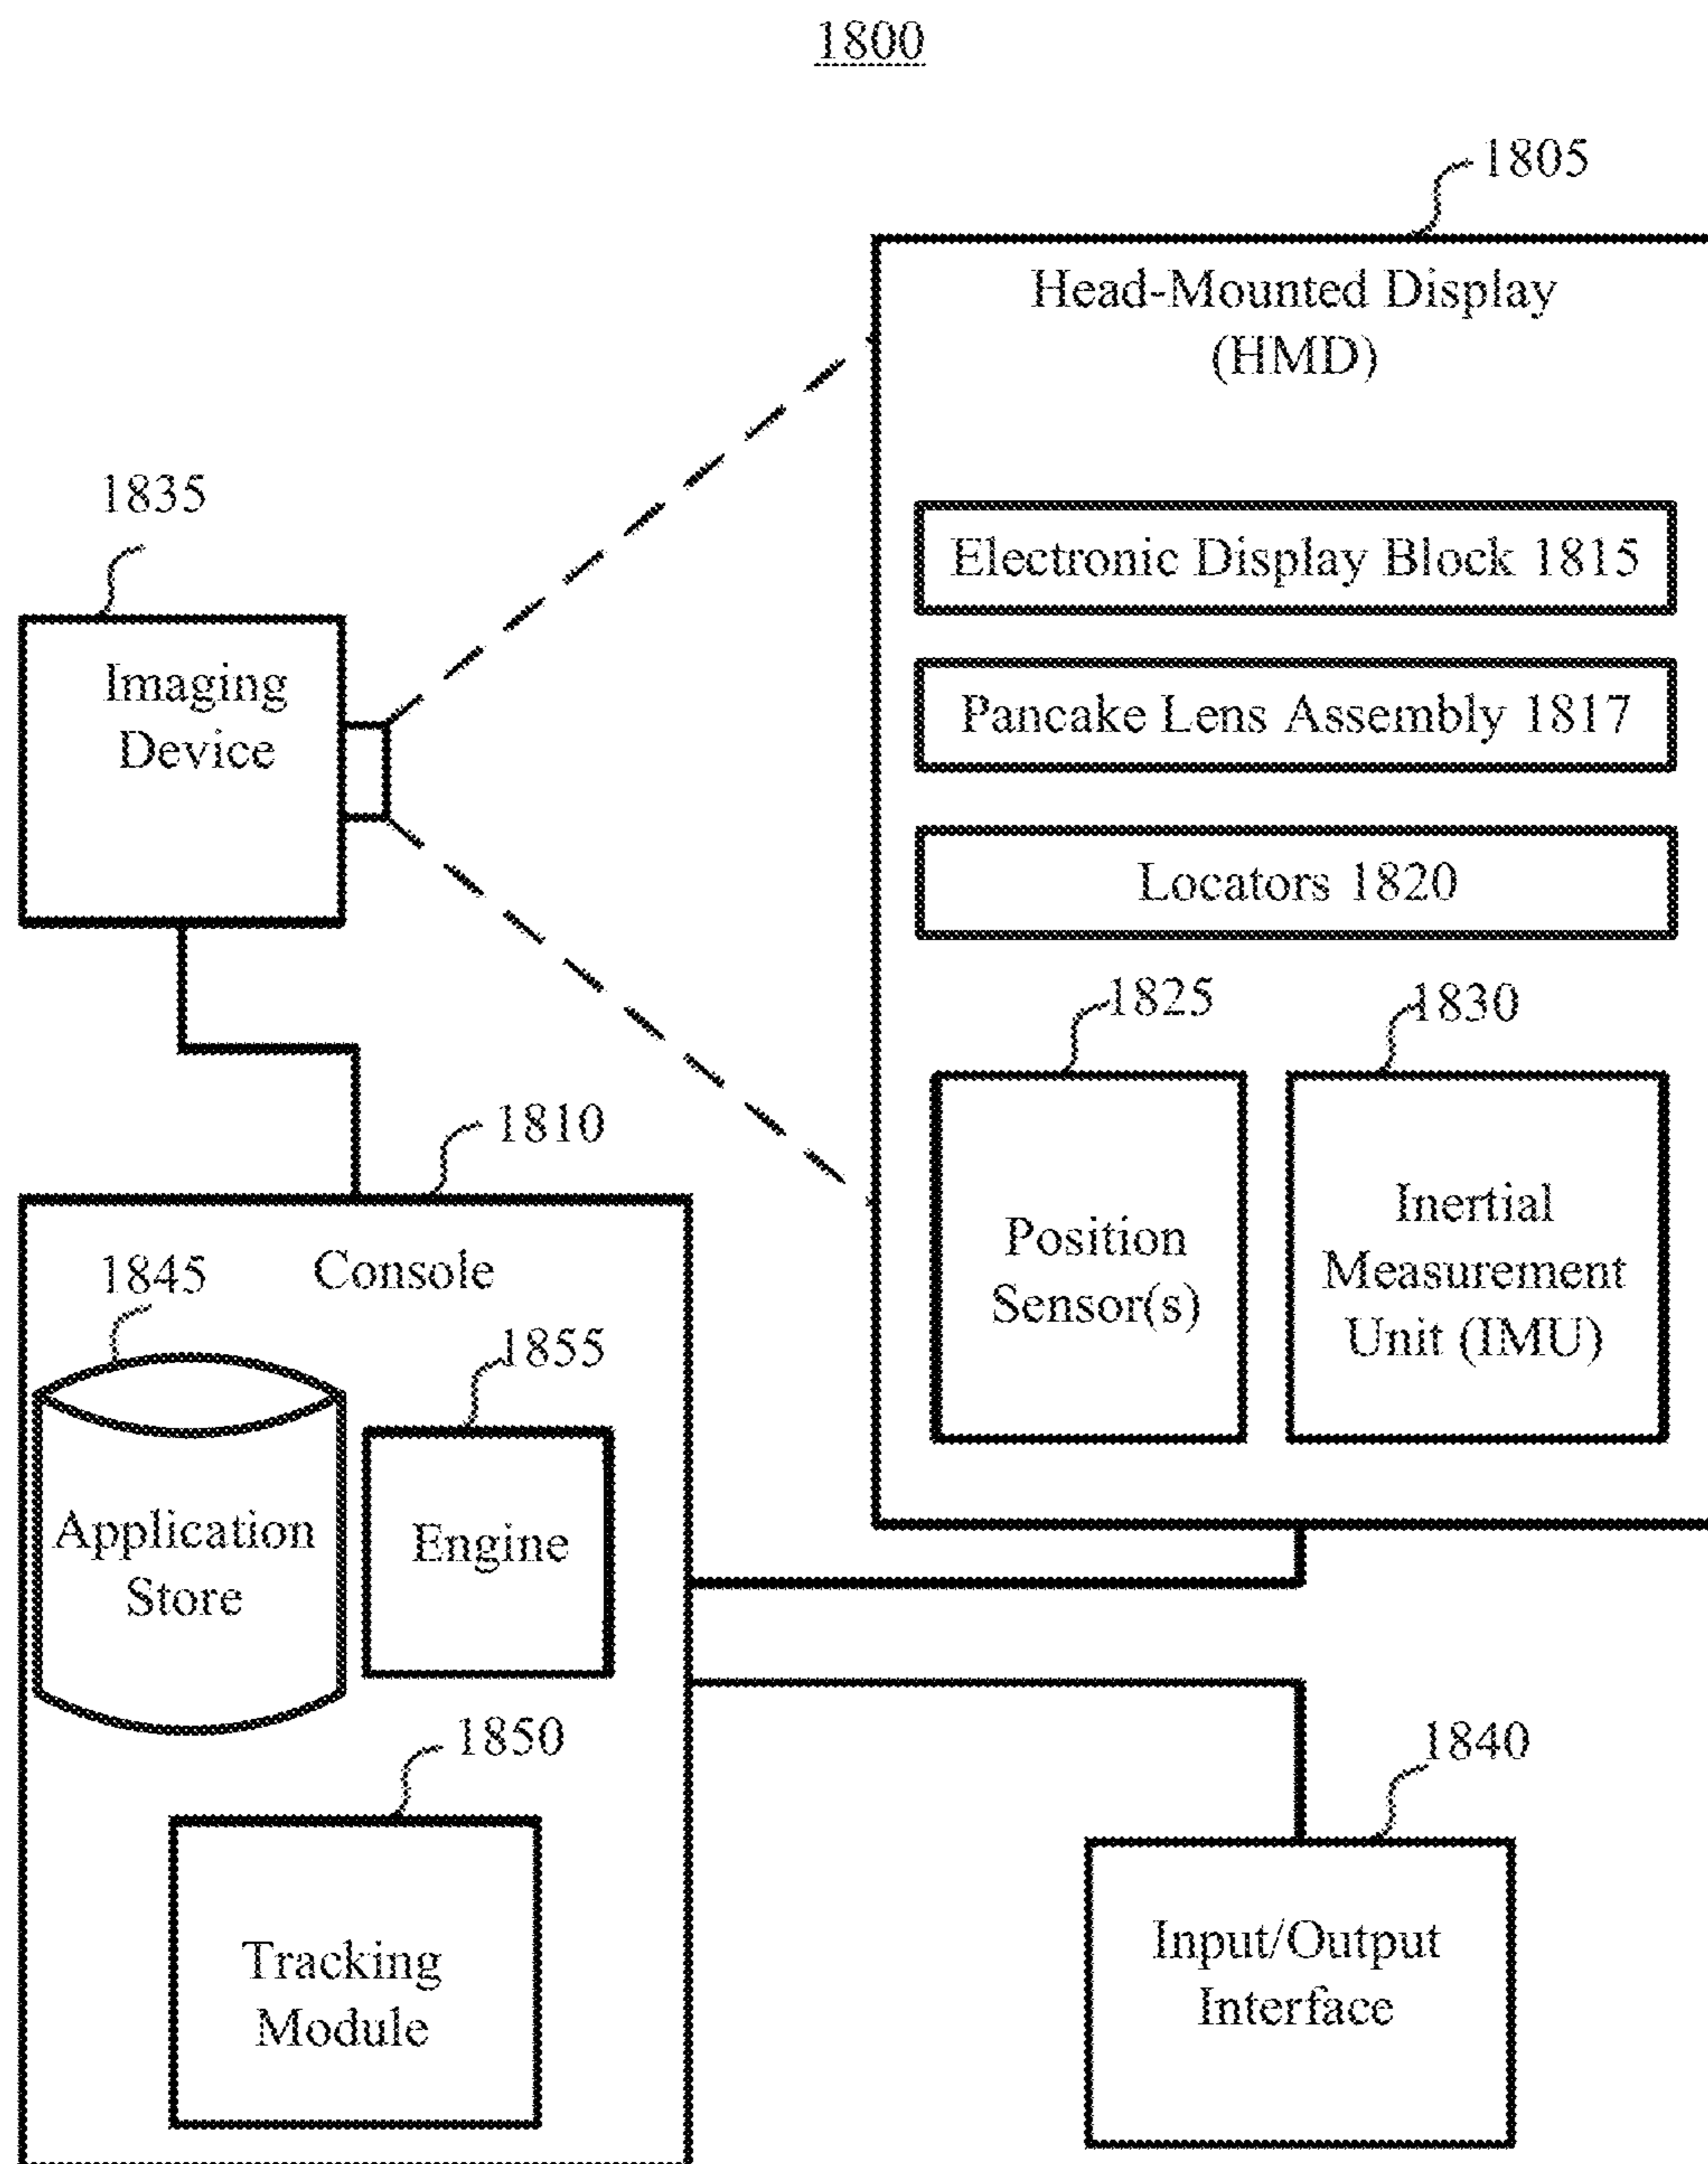 1800
1805
Head-Mounted Display
(HMD)
1835
Electronic Display Block 1815
Imaging
Device
Pancake Lens Assembly 1817
Locators 1820
1825
1830
1810
Position
Sensor(s)
Inertial
Measurement
Unit (IMU)
Console
1845
1855
Application
Store
Engine
1850
1840
Tracking
Module
Input/Output
Interface